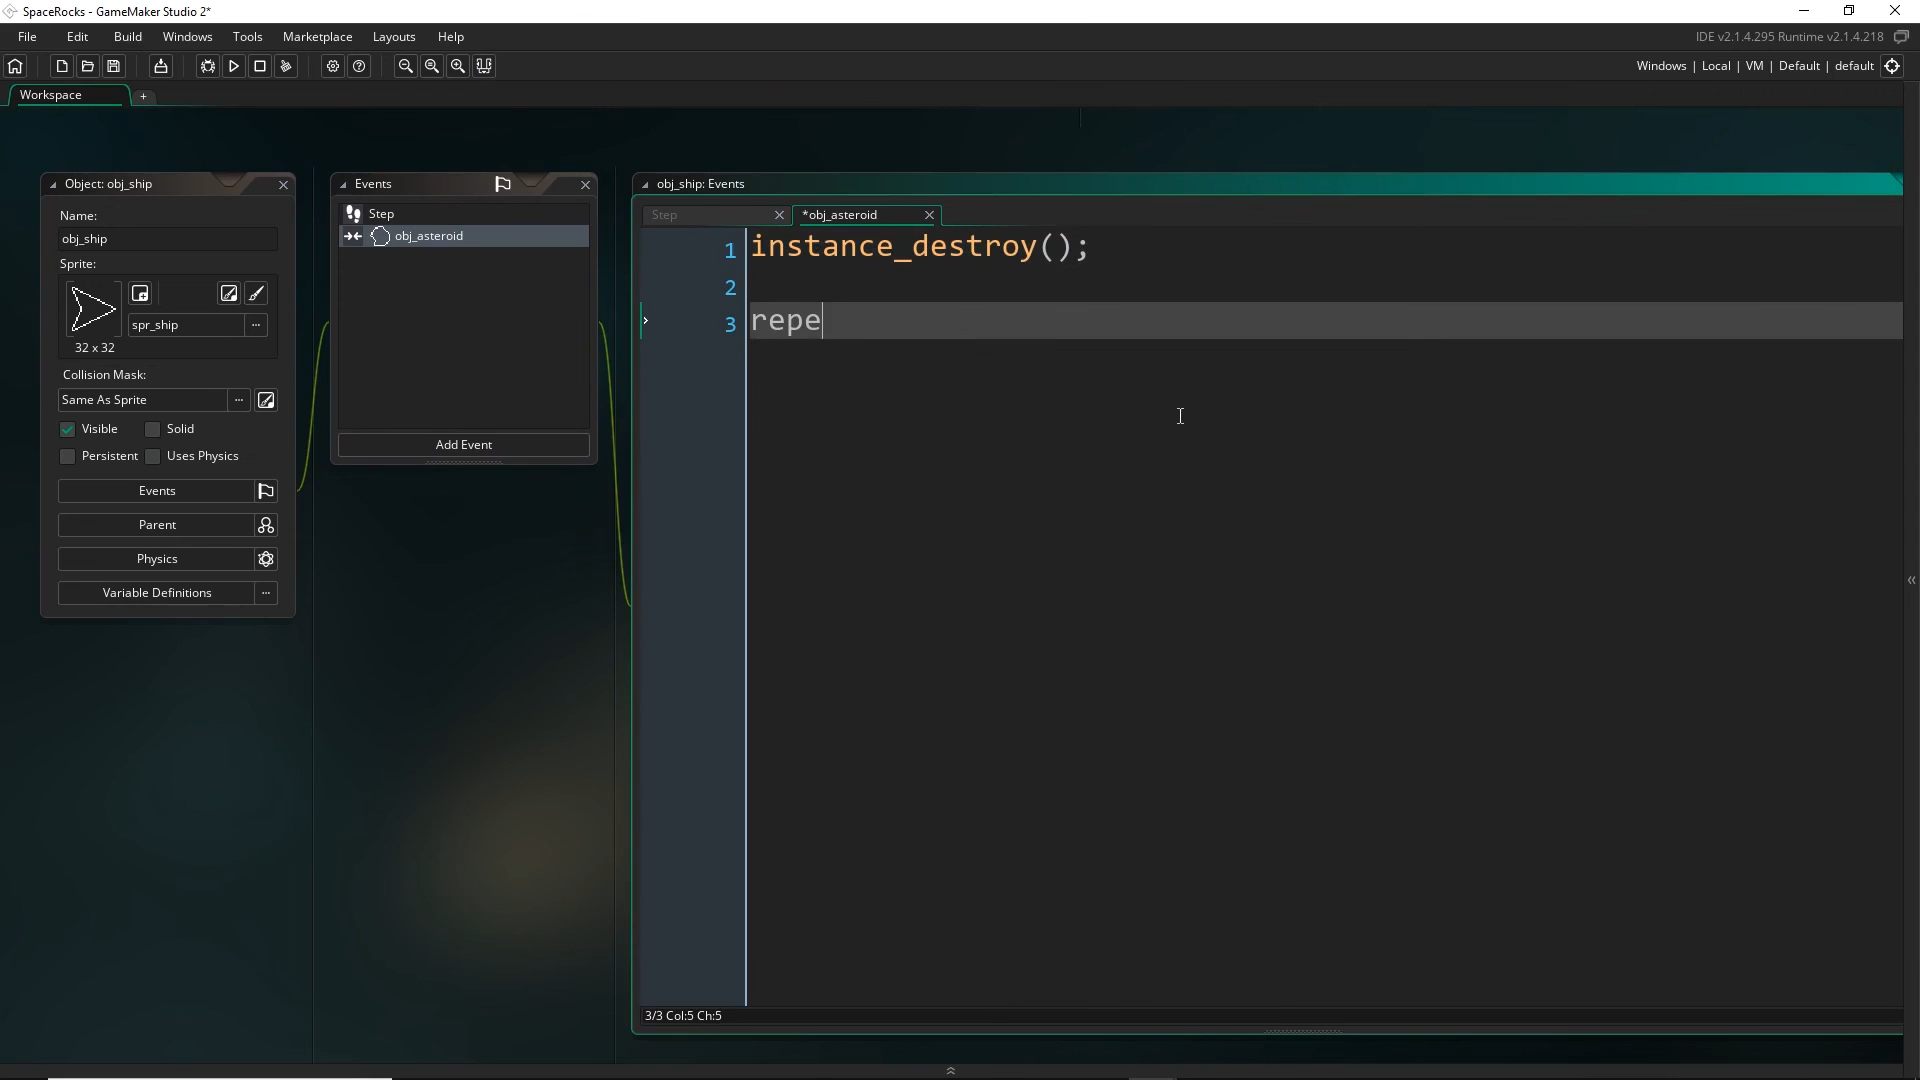 SpaceRocks - GameMaker Studio 2*
File Edit Build Windows Tools Marketplace Layouts Help
IDE v2.1.4.295 Runtime v2.1.4.218
Windows | Local | VM | Default | default
Workspace +
Object: obj_ship
Name:
obj_ship
Sprite:
spr_ship ...
32 x 32
Collision Mask:
Same As Sprite ...
Visible Solid
Persistent Uses Physics
Events
Parent
Physics
Variable Definitions ...
Events
Step
obj_asteroid
Add Event
obj_ship: Events
Step *obj_asteroid
1 instance_destroy();
2
3 repe
3/3 Col:5 Ch:5